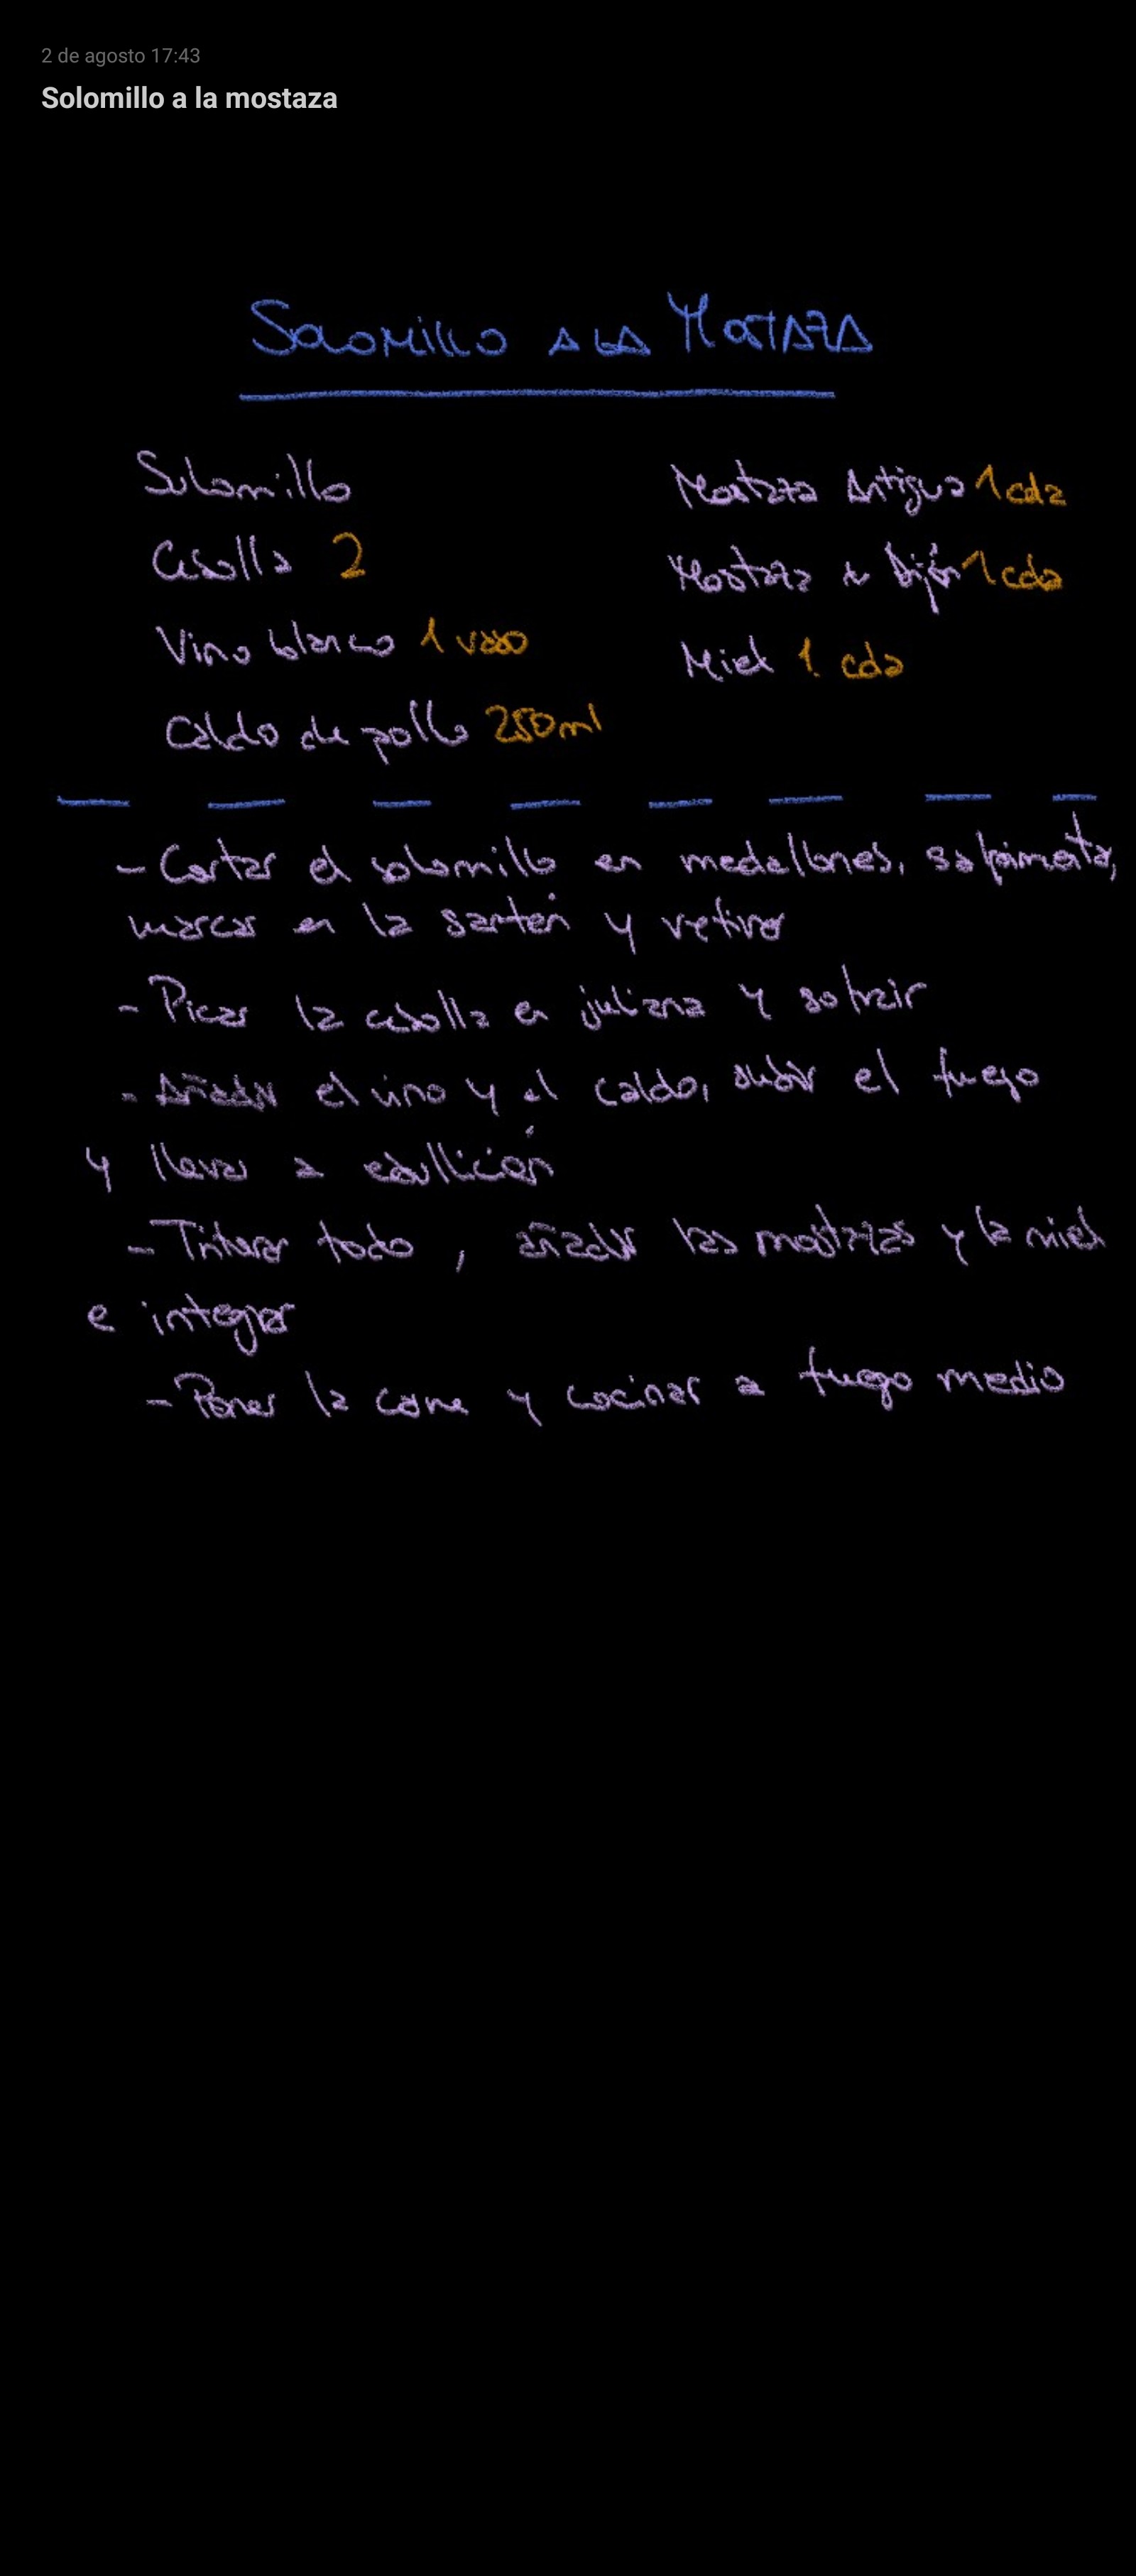 2 de agosto 17:43
Solomillo a la mostaza
SOLOMILLO A LA MOSTAZA
Solomillo
Cebolla 2
Vino blanco 1 vaso
Caldo de pollo 250ml
Mostaza Antigua 1 cda
Mostaza de Dijón 1 cda
Miel 1 cda
- Cortar el solomillo en medallones, salpimentar,
marcar en la sartén y retirar
- Picar la cebolla en juliana y sofreir
- Añadir el vino y el caldo, subir el fuego
y llevar a ebullición
- Triturar todo, añadir las mostazas y la miel
e integrar
- Poner la carne y cocinar a fuego medio